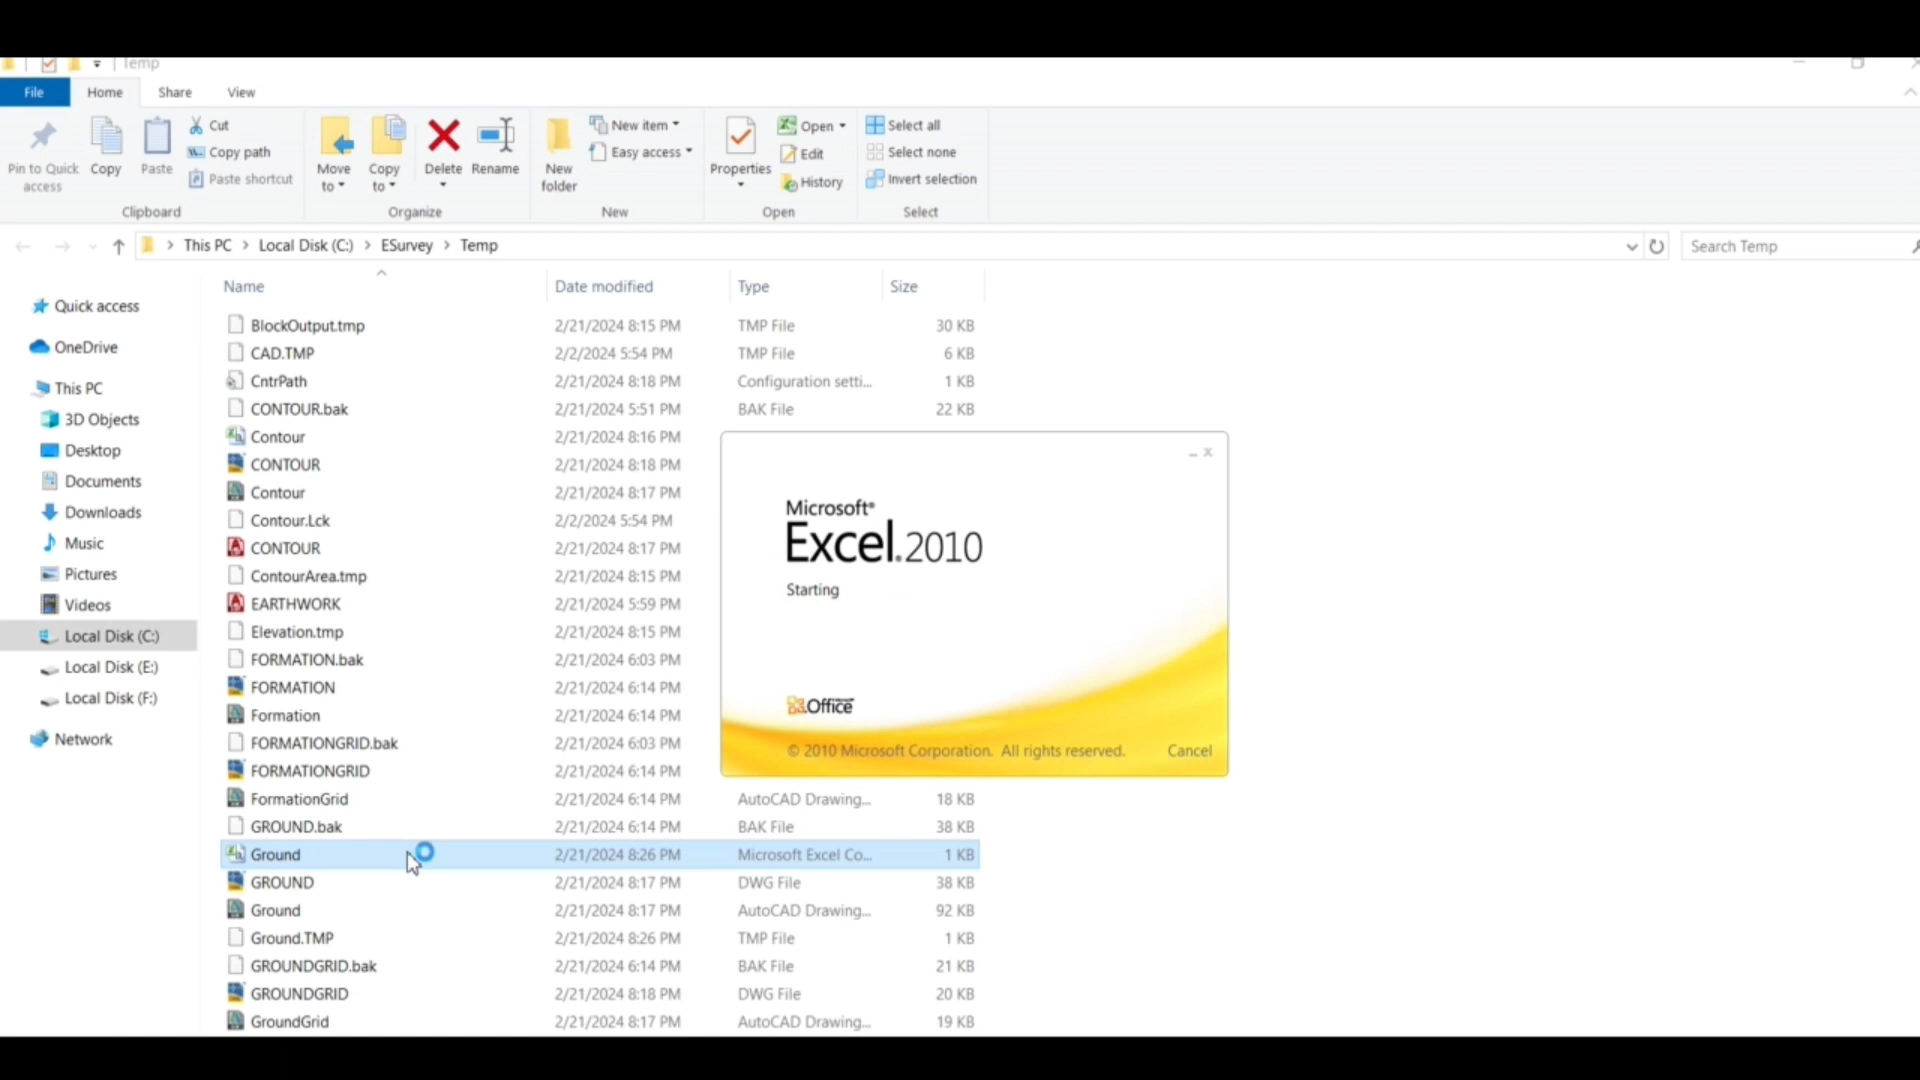 Temp
File Home Share View
Pin to Quick access
Copy
Paste
Cut
Copy path
Paste shortcut
Clipboard
Move to
Copy to
Delete
Rename
Organize
New folder
New item
Easy access
New
Properties
Open
Edit
History
Open
Select all
Select none
Invert selection
Select
This PC > Local Disk (C:) > ESurvey > Temp
Search Temp
Quick access
OneDrive
This PC
3D Objects
Desktop
Documents
Downloads
Music
Pictures
Videos
Local Disk (C:)
Local Disk (E:)
Local Disk (F:)
Network
Name Date modified Type Size
BlockOutput.tmp 2/21/2024 8:15 PM TMP File 30 KB
CAD.TMP 2/2/2024 5:54 PM TMP File 6 KB
CntrPath 2/21/2024 8:18 PM Configuration setti... 1 KB
CONTOUR.bak 2/21/2024 5:51 PM BAK File 22 KB
Contour 2/21/2024 8:16 PM
CONTOUR 2/21/2024 8:18 PM
Contour 2/21/2024 8:17 PM
Contour.Lck 2/2/2024 5:54 PM
CONTOUR 2/21/2024 8:17 PM
ContourArea.tmp 2/21/2024 8:15 PM
EARTHWORK 2/21/2024 5:59 PM
Elevation.tmp 2/21/2024 8:15 PM
FORMATION.bak 2/21/2024 6:03 PM
FORMATION 2/21/2024 6:14 PM
Formation 2/21/2024 6:14 PM
FORMATIONGRID.bak 2/21/2024 6:03 PM
FORMATIONGRID 2/21/2024 6:14 PM
FormationGrid 2/21/2024 6:14 PM AutoCAD Drawing... 18 KB
GROUND.bak 2/21/2024 6:14 PM BAK File 38 KB
Ground 2/21/2024 8:26 PM Microsoft Excel Co... 1 KB
GROUND 2/21/2024 8:17 PM DWG File 38 KB
Ground 2/21/2024 8:17 PM AutoCAD Drawing... 92 KB
Ground.TMP 2/21/2024 8:26 PM TMP File 1 KB
GROUNDGRID.bak 2/21/2024 6:14 PM BAK File 21 KB
GROUNDGRID 2/21/2024 8:18 PM DWG File 20 KB
GroundGrid 2/21/2024 8:17 PM AutoCAD Drawing... 19 KB
Microsoft®
Excel® 2010
Starting
Office
© 2010 Microsoft Corporation. All rights reserved. Cancel